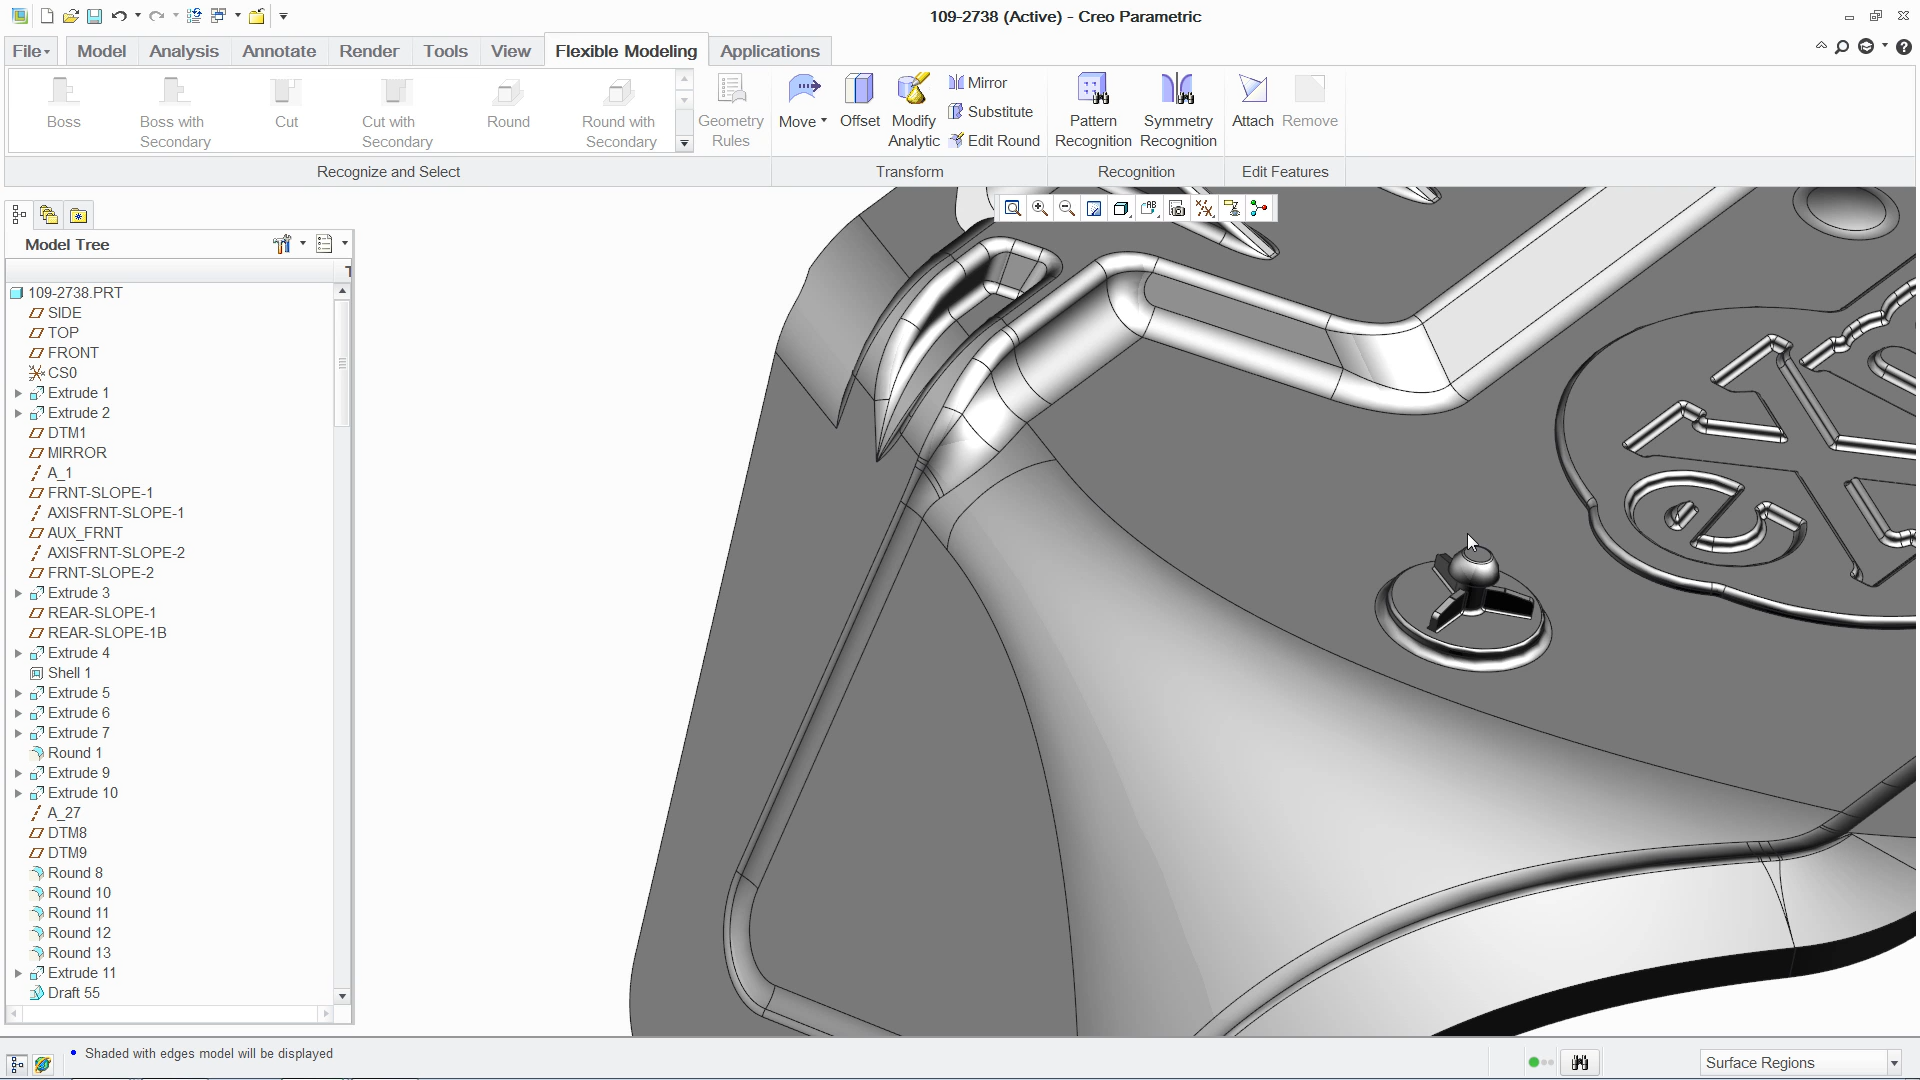 109-2738 (Active) - Creo Parametric
File
Model
Analysis
Annotate
Render
Tools
View
Flexible Modeling
Applications
Boss
Boss with
Secondary
Cut
Cut with
Secondary
Round
Round with
Secondary
Geometry
Rules
Move
Offset
Modify
Analytic
Mirror
Substitute
Edit Round
Pattern
Recognition
Symmetry
Recognition
Attach
Remove
Recognize and Select
Transform
Recognition
Edit Features
Model Tree
109-2738.PRT
SIDE
TOP
FRONT
CS0
Extrude 1
Extrude 2
DTM1
MIRROR
A_1
FRNT-SLOPE-1
AXISFRNT-SLOPE-1
AUX_FRNT
AXISFRNT-SLOPE-2
FRNT-SLOPE-2
Extrude 3
REAR-SLOPE-1
REAR-SLOPE-1B
Extrude 4
Shell 1
Extrude 5
Extrude 6
Extrude 7
Round 1
Extrude 9
Extrude 10
A_27
DTM8
DTM9
Round 8
Round 10
Round 11
Round 12
Round 13
Extrude 11
Draft 55
Shaded with edges model will be displayed
Surface Regions